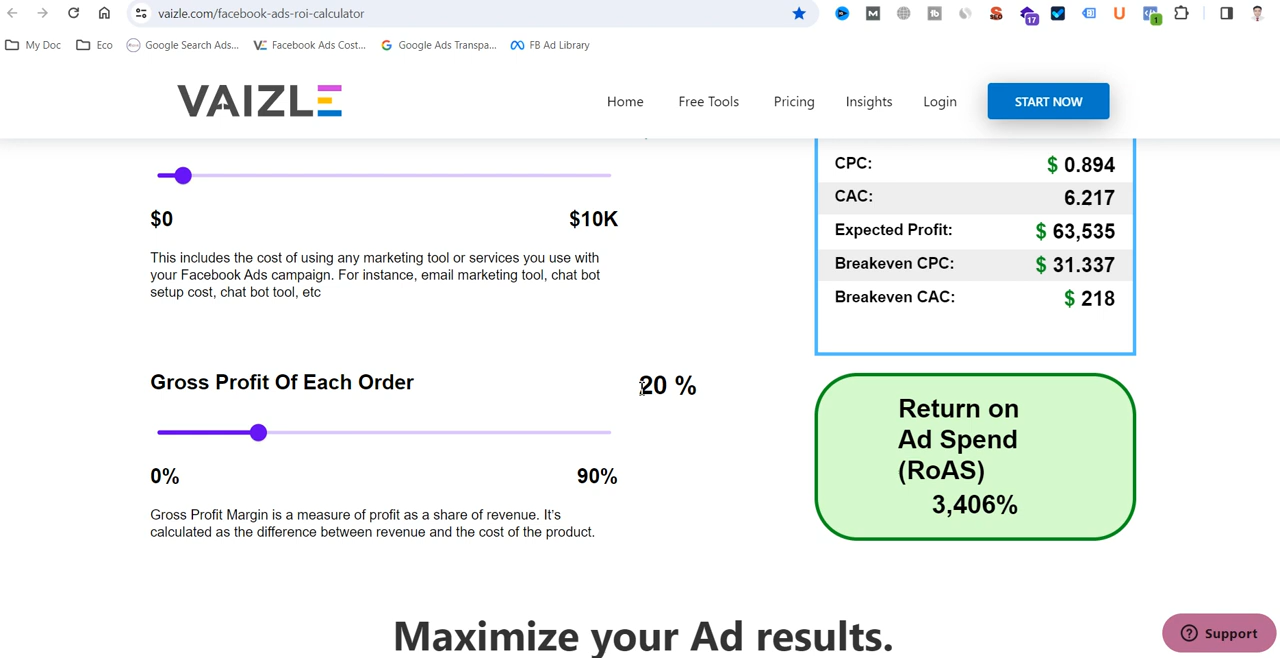 vaizle.com/facebook-ads-roi-calculator
17
1
My Doc
Eco
Google Search Ads...
Facebook Ads Cost...
Google Ads Transpa...
FB Ad Library
VAIZLE
Home
Free Tools
Pricing
Insights
Login
START NOW
$0
$10K
This includes the cost of using any marketing tool or services you use with
your Facebook Ads campaign. For instance, email marketing tool, chat bot
setup cost, chat bot tool, etc
Gross Profit Of Each Order
20 %
0%
90%
Gross Profit Margin is a measure of profit as a share of revenue. It's
calculated as the difference between revenue and the cost of the product.
CPC:
$ 0.894
CAC:
6.217
Expected Profit:
$ 63,535
Breakeven CPC:
$ 31.337
Breakeven CAC:
$ 218
Return on
Ad Spend
(RoAS)
3,406%
Maximize your Ad results.
Support